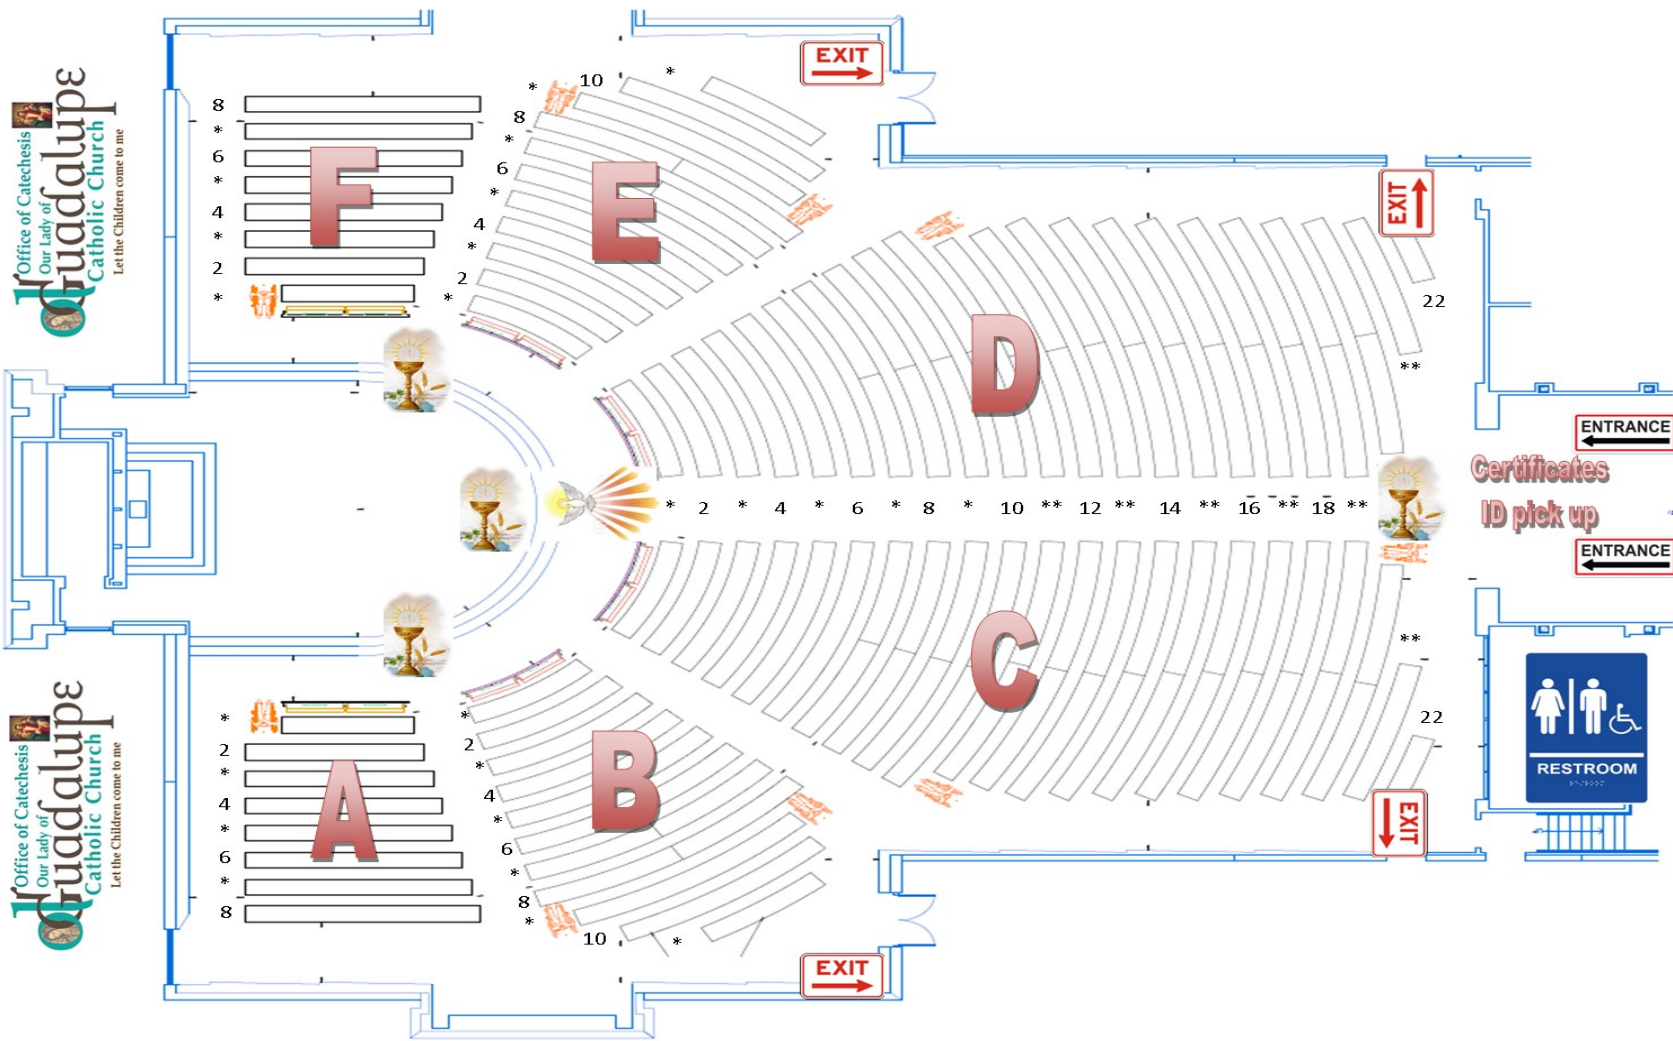 Office of Catechesis
Our Lady of
Guadalupe
Catholic Church
Let the Children come to me
8
*
6
*
4
*
2
*
F
*
10
*
8
*
6
*
4
*
2
*
E
EXIT
EXIT
D
22
**
* 2 * 4 * 6 * 8 * 10 ** 12 ** 14 ** 16 ** 18 **
ENTRANCE
Certificates
ID pick up
ENTRANCE
C
**
22
EXIT
RESTROOM
Office of Catechesis
Our Lady of
Guadalupe
Catholic Church
Let the Children come to me
*
2
*
4
*
6
*
8
A
*
2
*
4
*
6
*
8
*
10
*
B
EXIT